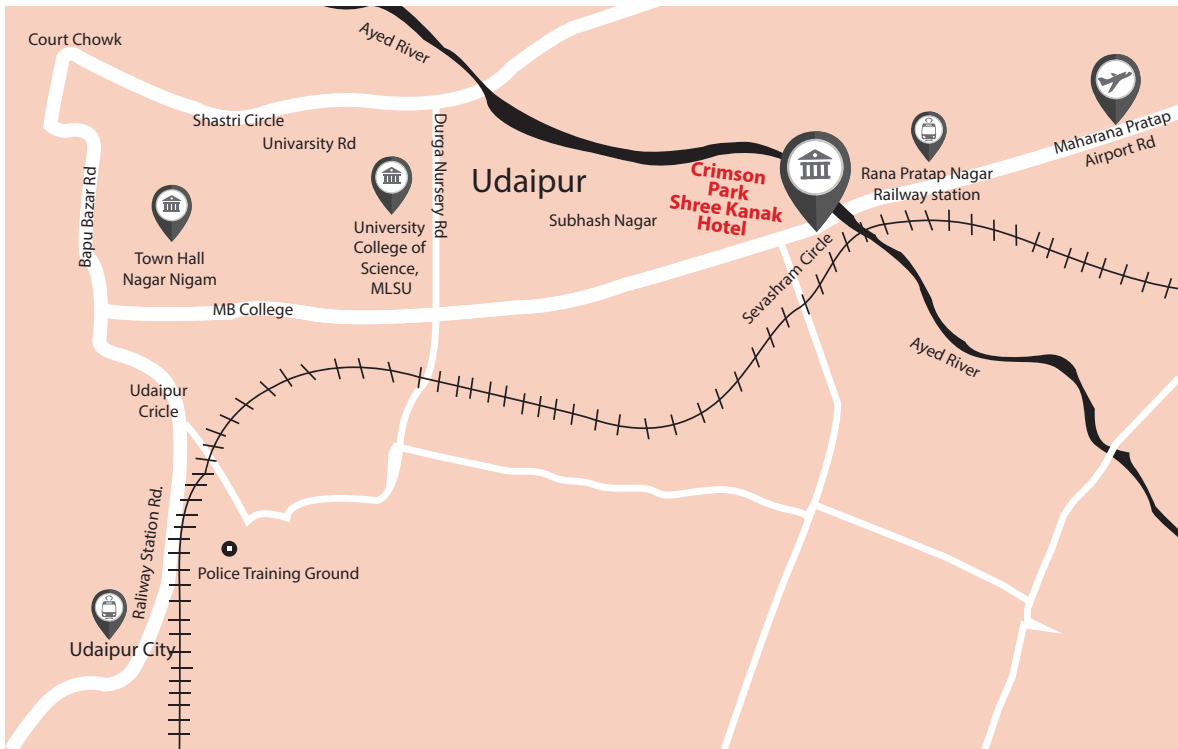 Court Chowk
Ayed River
Shastri Circle
Univarsity Rd
Durga Nursery Rd
Maharana Pratap
Airport Rd
Rana Pratap Nagar
Railway station
Udaipur
Crimson
Park
Shree Kanak
Hotel
Subhash Nagar
Bapu Bazar Rd
Town Hall
Nagar Nigam
University
College of
Science,
MLSU
MB College
Sevashram Circle
Ayed River
Udaipur
Cricle
Raliway Station Rd.
Police Training Ground
Udaipur City